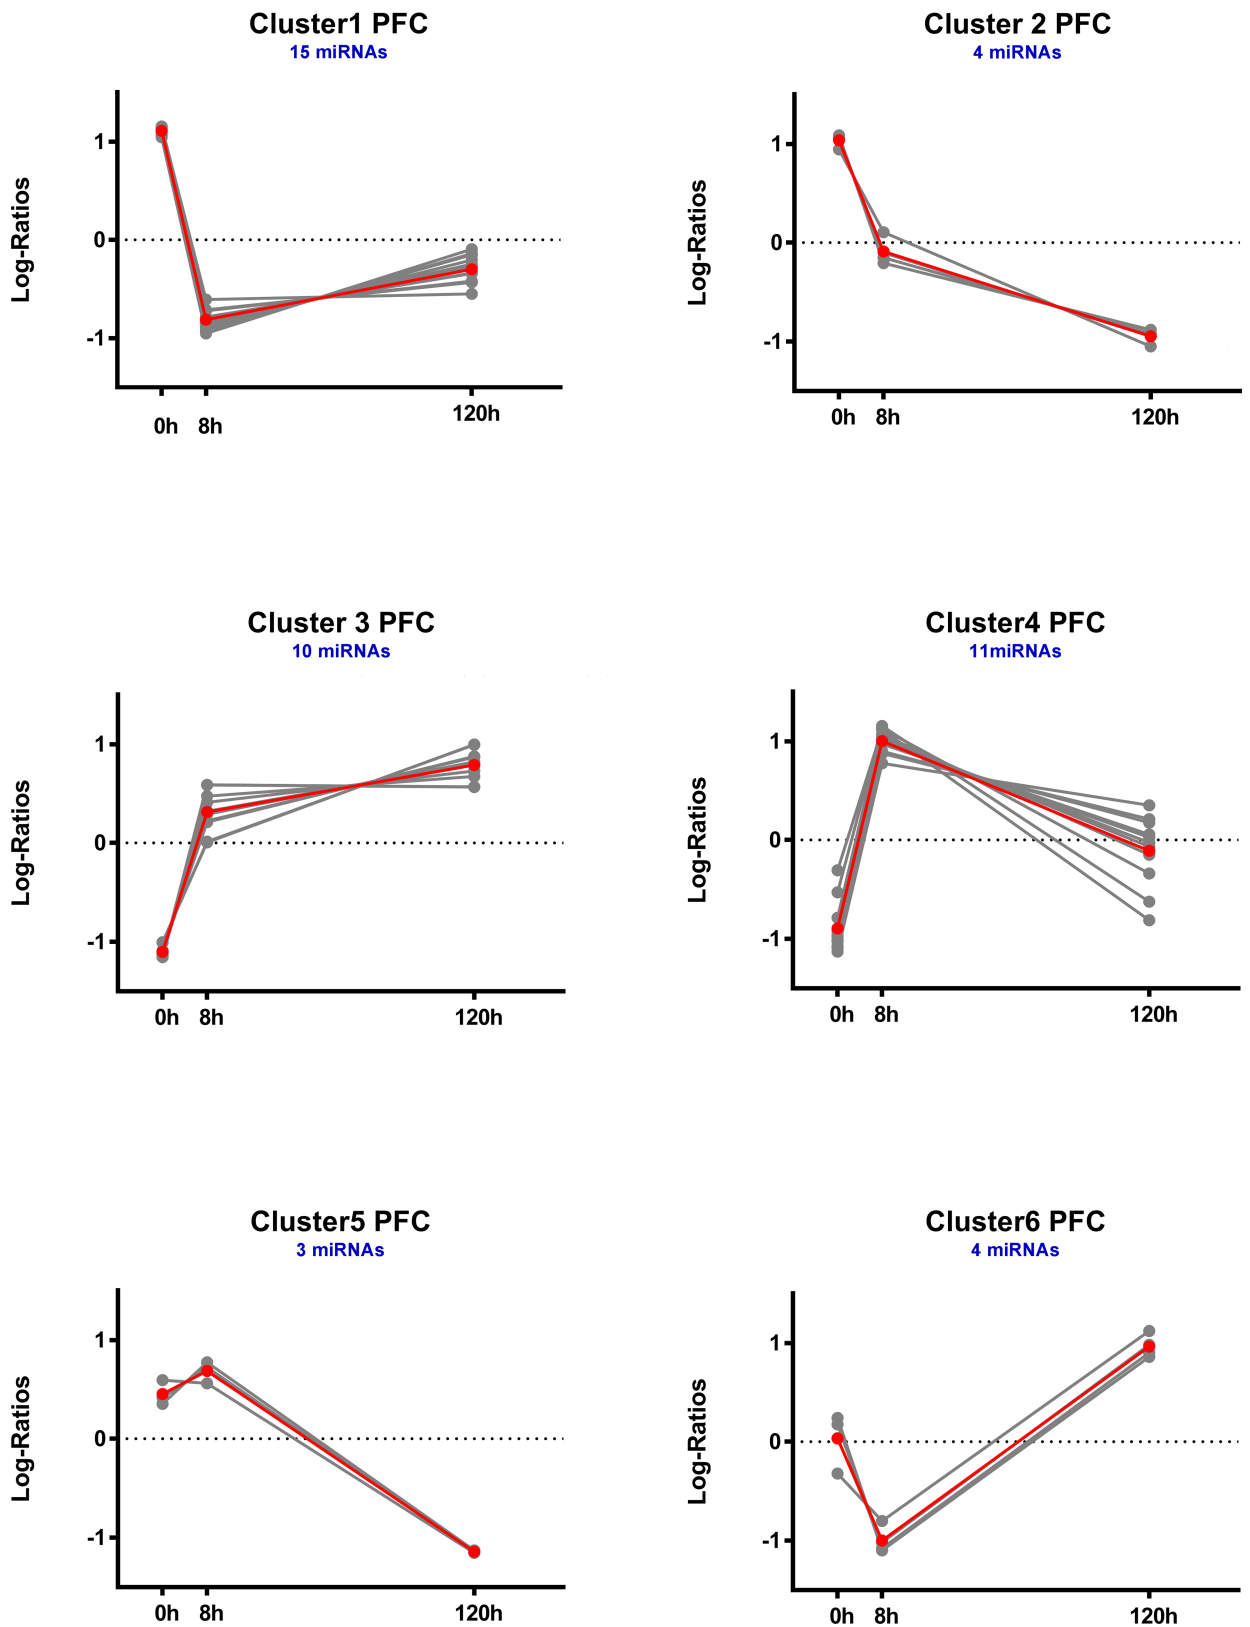 Cluster1 PFC
15 miRNAs
Log-Ratios
1
0
-1
0h 8h 120h
Cluster 2 PFC
4 miRNAs
Log-Ratios
1
0
-1
0h 8h 120h
Cluster 3 PFC
10 miRNAs
Log-Ratios
1
0
-1
0h 8h 120h
Cluster4 PFC
11miRNAs
Log-Ratios
1
0
-1
0h 8h 120h
Cluster5 PFC
3 miRNAs
Log-Ratios
1
0
-1
0h 8h 120h
Cluster6 PFC
4 miRNAs
Log-Ratios
1
0
-1
0h 8h 120h